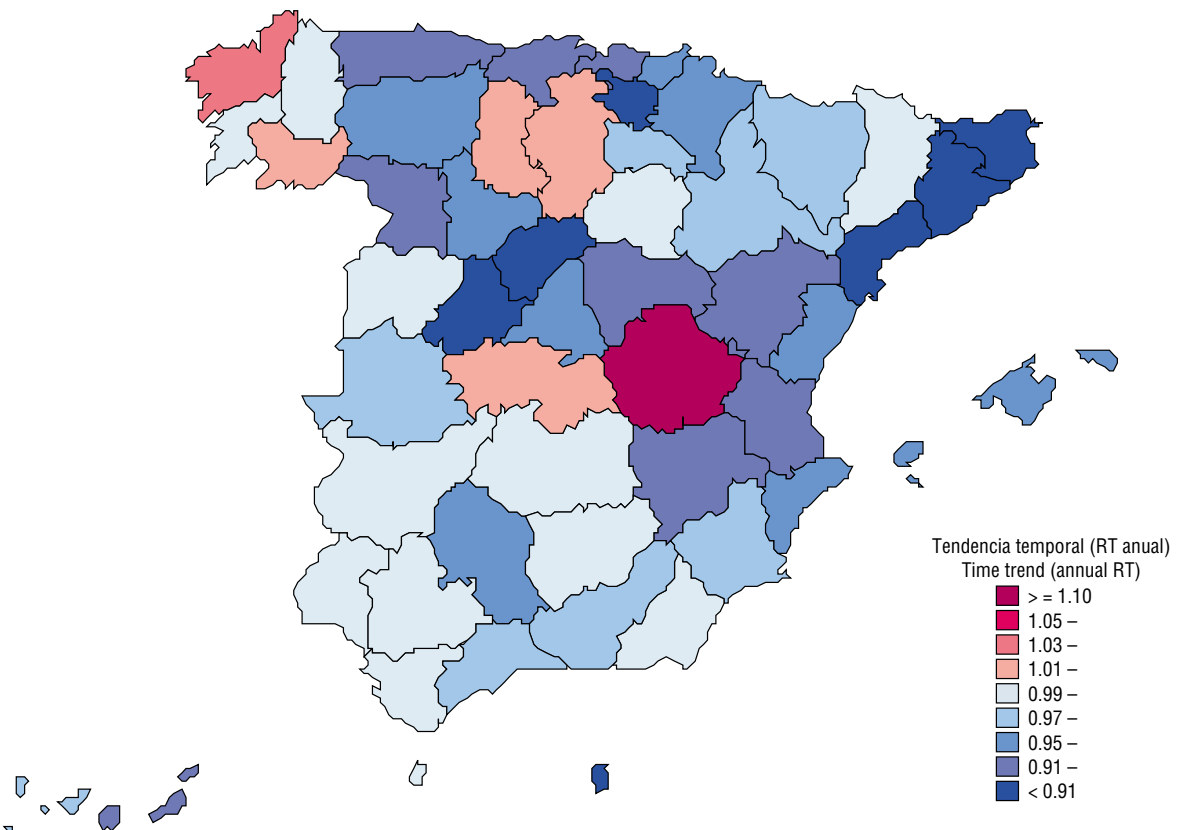 Tendencia temporal (RT anual)
Time trend (annual RT)
> = 1.10
1.05 –
1.03 –
1.01 –
0.99 –
0.97 –
0.95 –
0.91 –
< 0.91